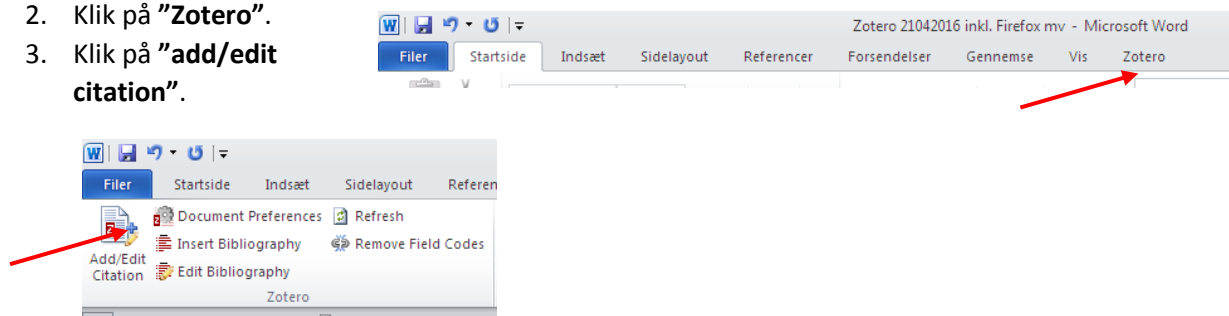 2. Klik på ”Zotero”.
3. Klik på ”add/edit
citation”.
Zotero 21042016 inkl. Firefox mv - Microsoft Word
Filer Startside Indsæt Sidelayout Referencer Forsendelser Gennemse Vis Zotero
Filer Startside Indsæt Sidelayout Referen
Document Preferences Refresh
Insert Bibliography Remove Field Codes
Add/Edit
Citation Edit Bibliography
Zotero